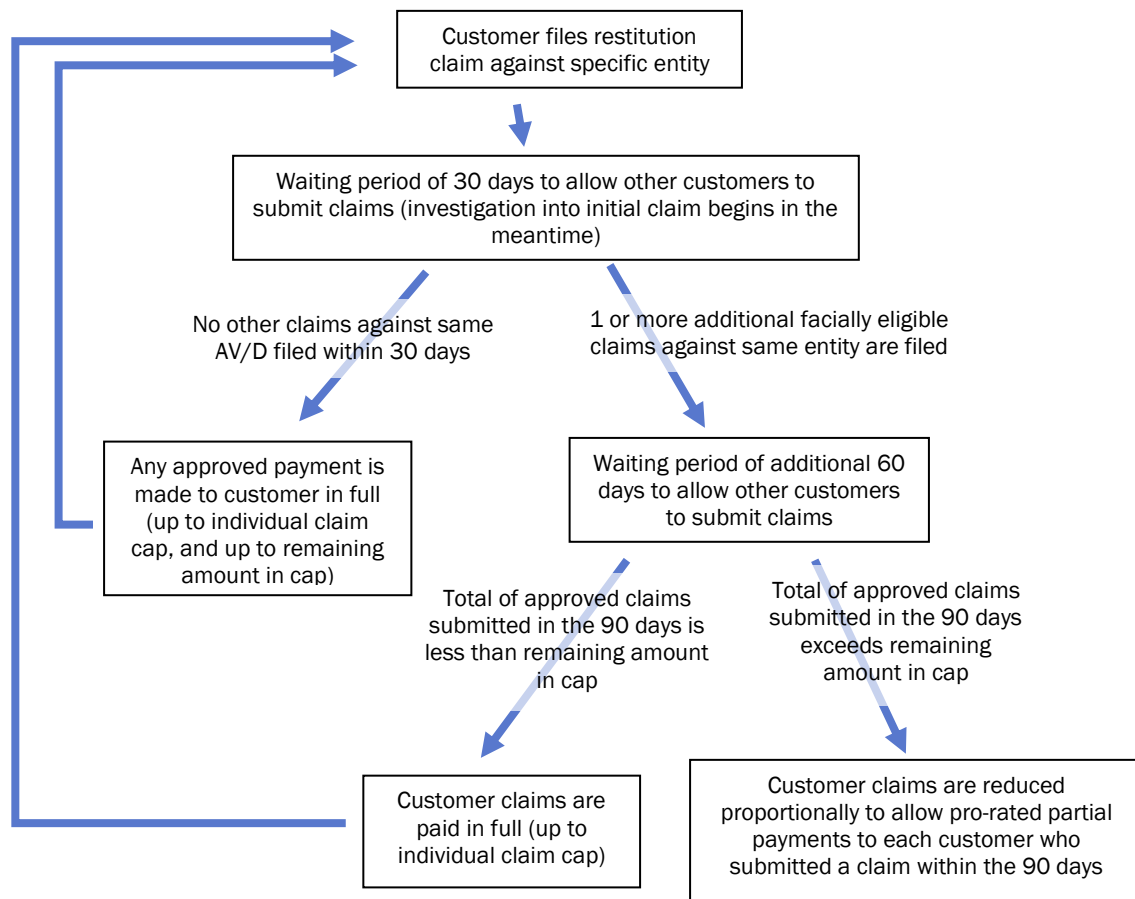 Customer files restitution
claim against specific entity
Waiting period of 30 days to allow other customers to
submit claims (investigation into initial claim begins in the
meantime)
No other claims against same
AV/D filed within 30 days
1 or more additional facially eligible
claims against same entity are filed
Any approved payment is
made to customer in full
(up to individual claim
cap, and up to remaining
amount in cap)
Waiting period of additional 60
days to allow other customers
to submit claims
Total of approved claims
submitted in the 90 days is
less than remaining amount
in cap
Total of approved claims
submitted in the 90 days
exceeds remaining
amount in cap
Customer claims are
paid in full (up to
individual claim cap)
Customer claims are reduced
proportionally to allow pro-rated partial
payments to each customer who
submitted a claim within the 90 days